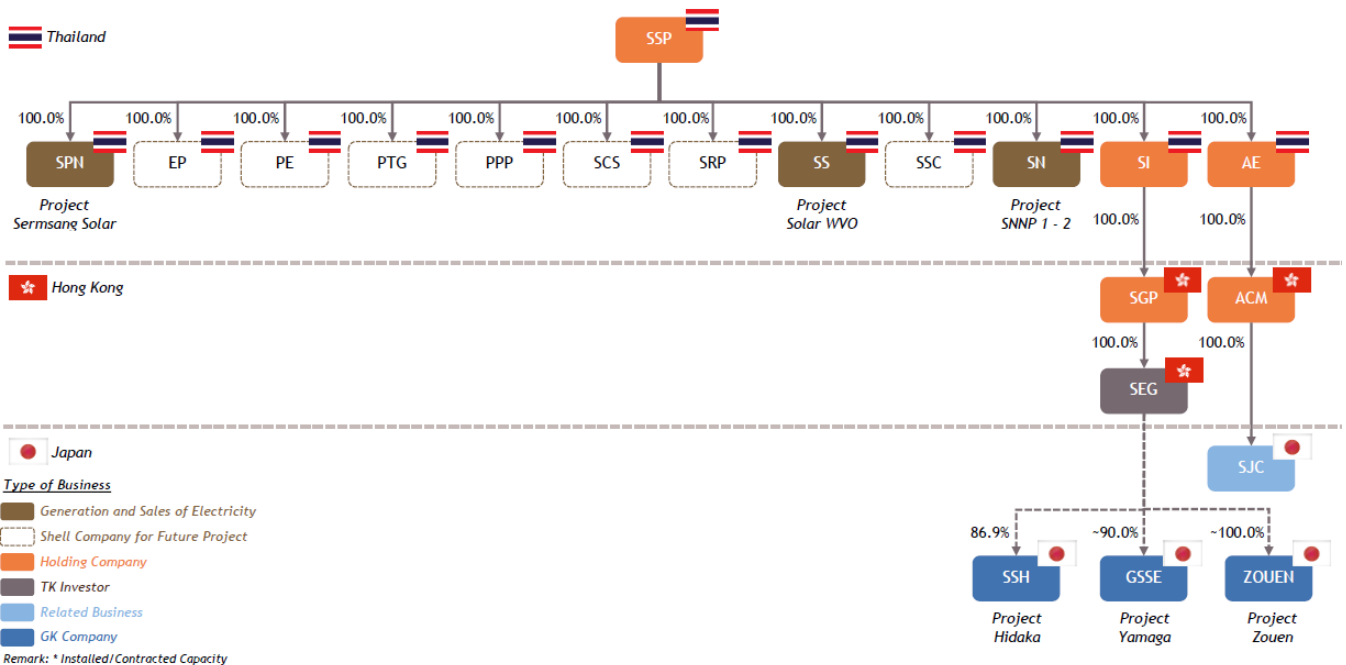 Thailand
SSP
100.0% 100.0% 100.0% 100.0% 100.0% 100.0% 100.0% 100.0% 100.0% 100.0% 100.0% 100.0%
SPN EP PE PTG PPP SCS SRP SS SSC SN SI AE
Project Project Project
Sermsang Solar Solar WVO SNNP 1 - 2
100.0% 100.0%
Hong Kong
SGP ACM
100.0% 100.0%
SEG
Japan
SJC
Type of Business
Generation and Sales of Electricity
Shell Company for Future Project
Holding Company
TK Investor
Related Business
GK Company
86.9% ~90.0% ~100.0%
SSH GSSE ZOUEN
Project Project Project
Hidaka Yamaga Zouen
Remark: * Installed/Contracted Capacity